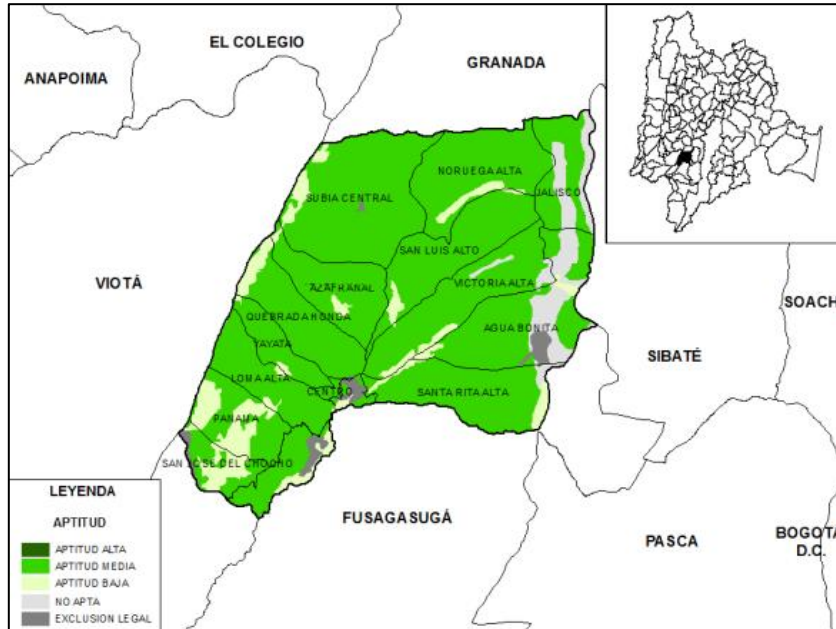 EL COLEGIO
GRANADA
ANAPOIMA
NORUEGA ALTA
JALISCO
SUBIA CENTRAL
SAN LUIS ALTO
VIOTÁ
VICTORIA ALTA
AZAFRANAL
SOACH
QUEBRADA HONDA
AGUA BONITA
SIBATÉ
YAYATA
LOMA ALTA
CENTRO
SANTA RITA ALTA
PANAMA
SAN JOSE DEL CHOCHO
LEYENDA
FUSAGASUGÁ
APTITUD
BOGOTA
D.C.
PASCA
APTITUD ALTA
APTITUD MEDIA
APTITUD BAJA
NO APTA
EXCLUSION LEGAL